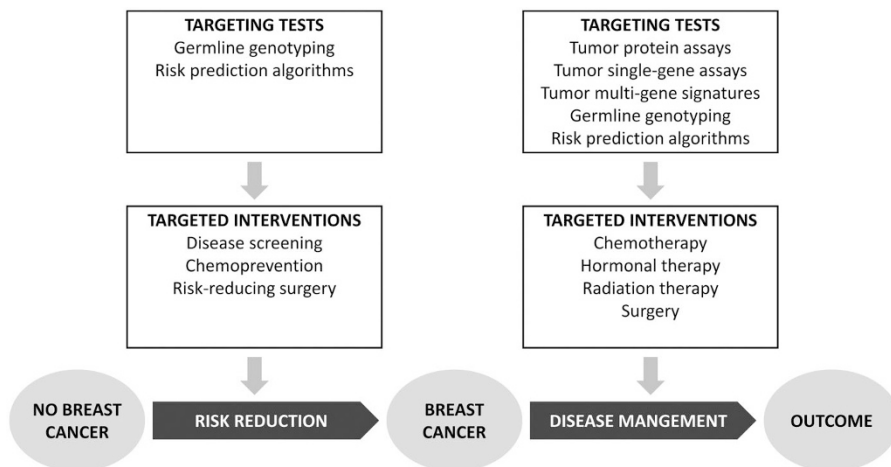 TARGETING TESTS
Germline genotyping
Risk prediction algorithms
TARGETING TESTS
Tumor protein assays
Tumor single-gene assays
Tumor multi-gene signatures
Germline genotyping
Risk prediction algorithms
TARGETED INTERVENTIONS
Disease screening
Chemoprevention
Risk-reducing surgery
TARGETED INTERVENTIONS
Chemotherapy
Hormonal therapy
Radiation therapy
Surgery
NO BREAST
CANCER
RISK REDUCTION
BREAST
CANCER
DISEASE MANGEMENT
OUTCOME